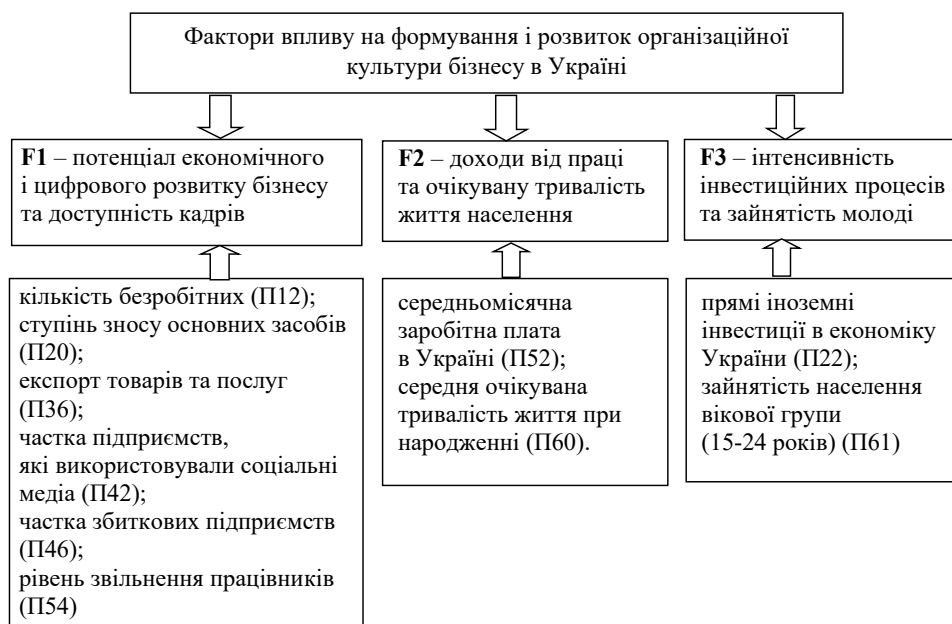 Фактори впливу на формування і розвиток організаційної
культури бізнесу в Україні
F1 – потенціал економічного
і цифрового розвитку бізнесу
та доступність кадрів
F2 – доходи від праці
та очікувану тривалість
життя населення
F3 – інтенсивність
інвестиційних процесів
та зайнятість молоді
кількість безробітних (П12);
ступінь зносу основних засобів
(П20);
експорт товарів та послуг
(П36);
частка підприємств,
які використовували соціальні
медіа (П42);
частка збиткових підприємств
(П46);
рівень звільнення працівників
(П54)
середньомісячна
заробітна плата
в Україні (П52);
середня очікувана
тривалість життя при
народженні (П60).
прямі іноземні
інвестиції в економіку
України (П22);
зайнятість населення
вікової групи
(15-24 років) (П61)